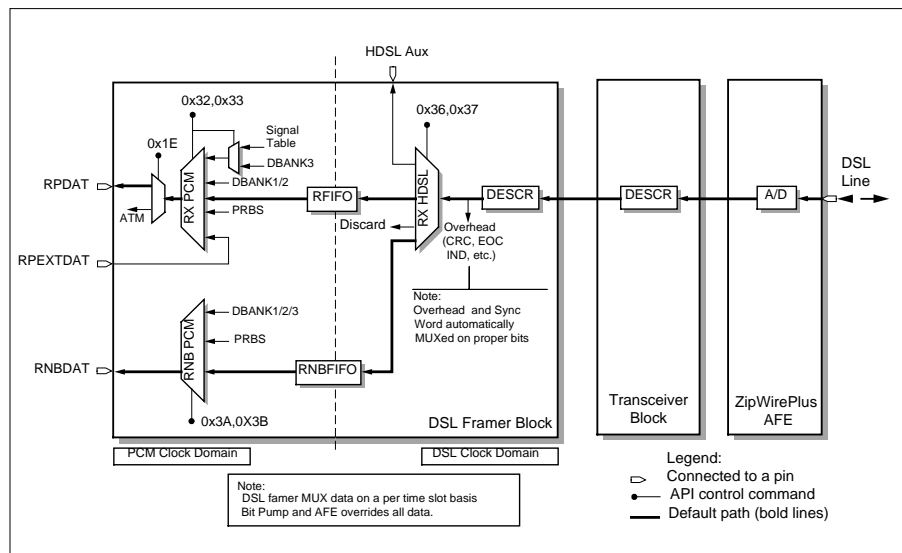 HDSL Aux
0x32,0x33
0x36,0x37
Signal
Table
0x1E
DBANK3
DSL
Line
RPDAT
RX PCM
DBANK1/2
RFIFO
RX HDSL
DESCR
DESCR
A/D
ATM
PRBS
Discard
Overhead
(CRC, EOC
IND, etc.)
RPEXTDAT
Note:
Overhead and Sync
Word automatically
MUXed on proper bits
DBANK1/2/3
RNB PCM
PRBS
RNBDAT
RNBFIFO
0x3A,0X3B
DSL Framer Block
Transceiver
Block
ZipWirePlus
AFE
PCM Clock Domain
DSL Clock Domain
Legend:
Connected to a pin
API control command
Default path (bold lines)
Note:
DSL famer MUX data on a per time slot basis
Bit Pump and AFE overrides all data.